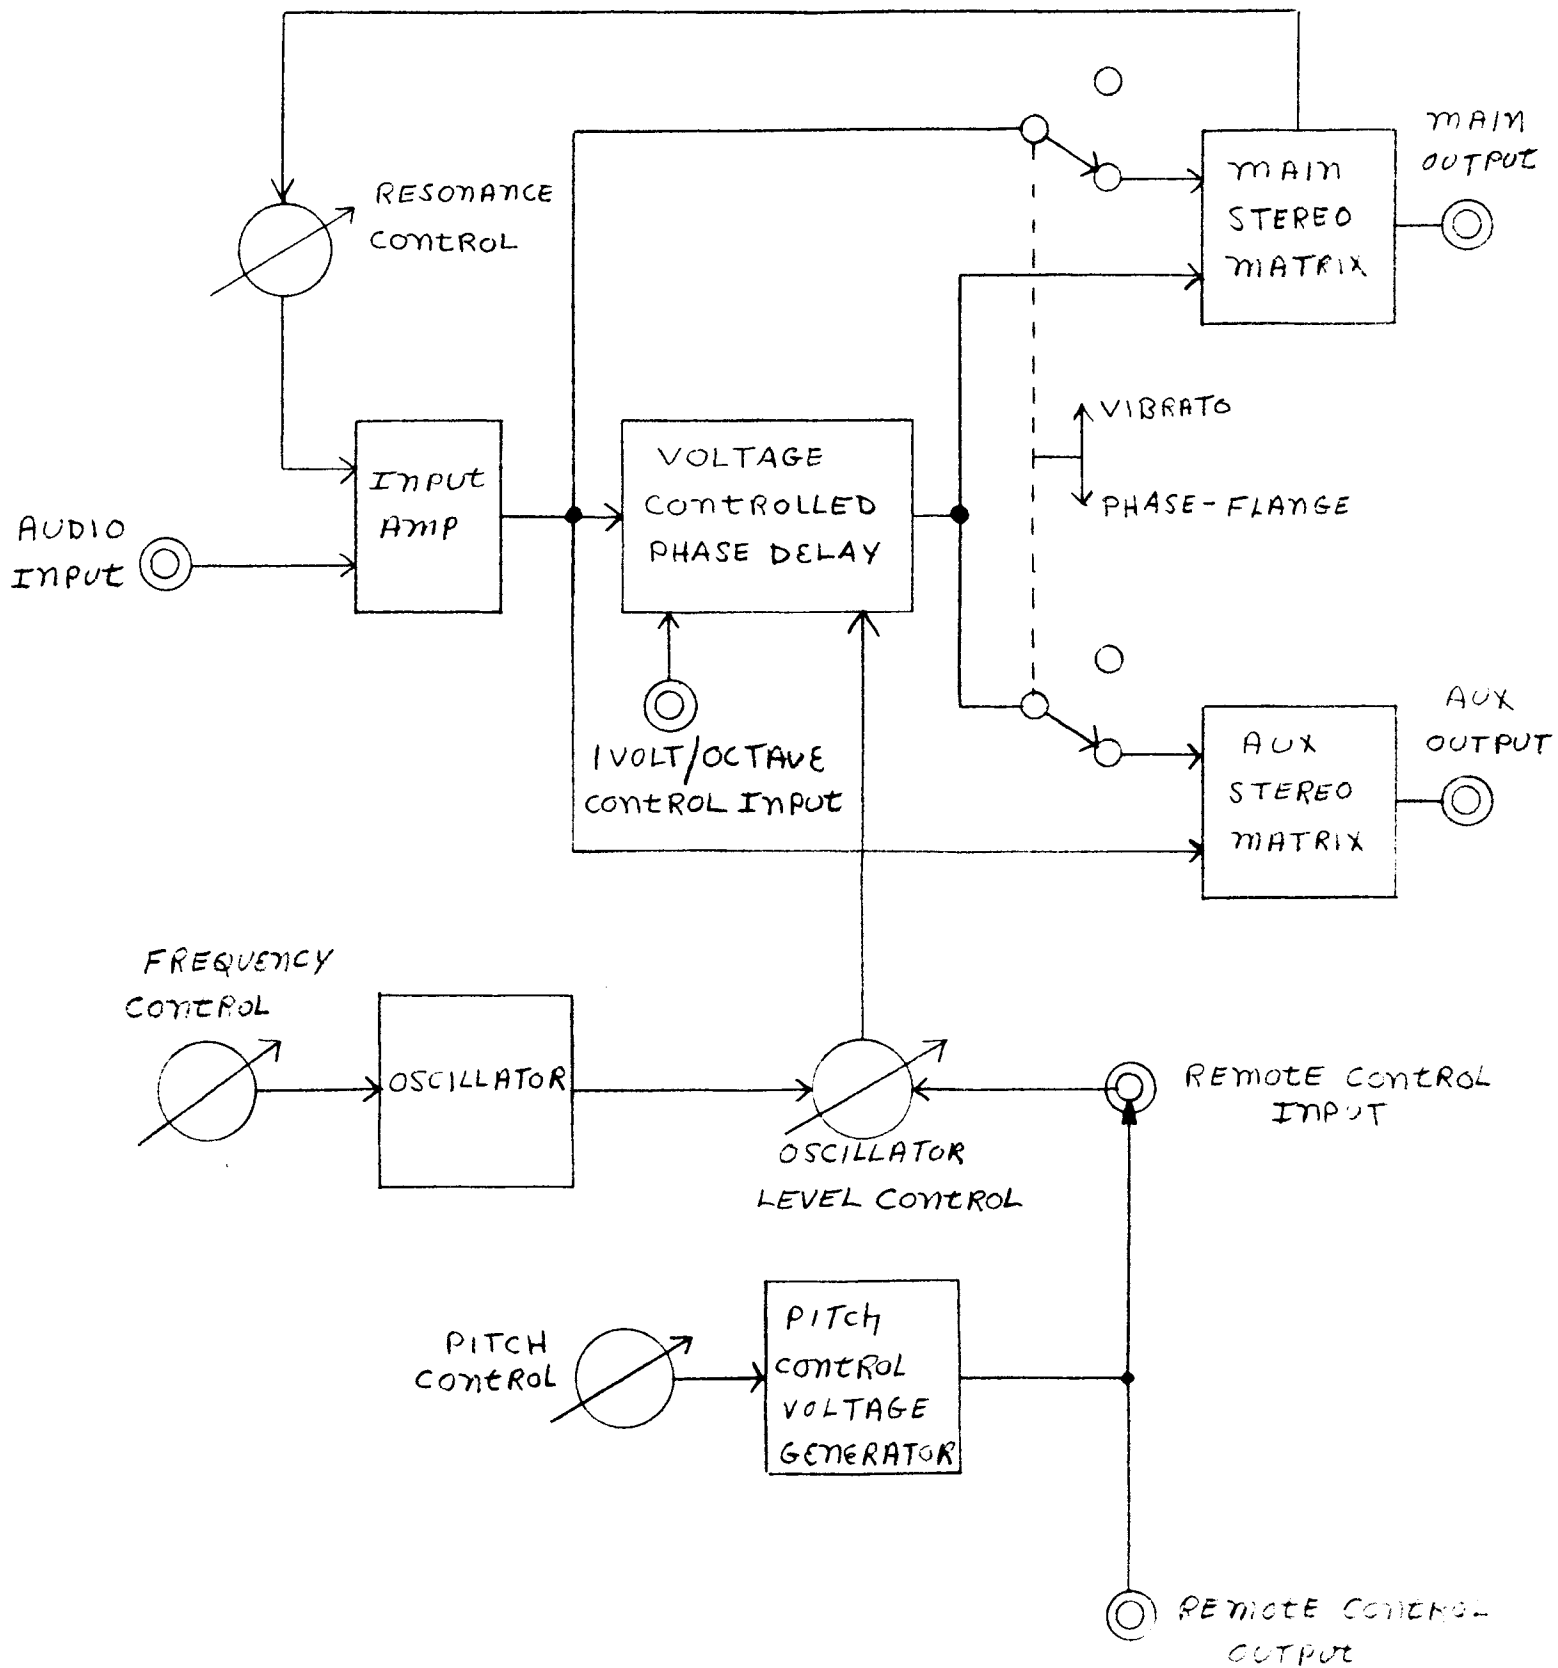 MAIN
OUTPUT
RESONANCE
CONTROL
MAIN
STEREO
MATRIX
VIBRATO
PHASE-FLANGE
INPUT
AMP
VOLTAGE
CONTROLLED
PHASE DELAY
AUDIO
INPUT
1 VOLT/OCTAVE
CONTROL INPUT
AUX
OUTPUT
AUX
STEREO
MATRIX
FREQUENCY
CONTROL
OSCILLATOR
REMOTE CONTROL
INPUT
OSCILLATOR
LEVEL CONTROL
PITCH
CONTROL
PITCH
CONTROL
VOLTAGE
GENERATOR
REMOTE CONTROL
OUTPUT